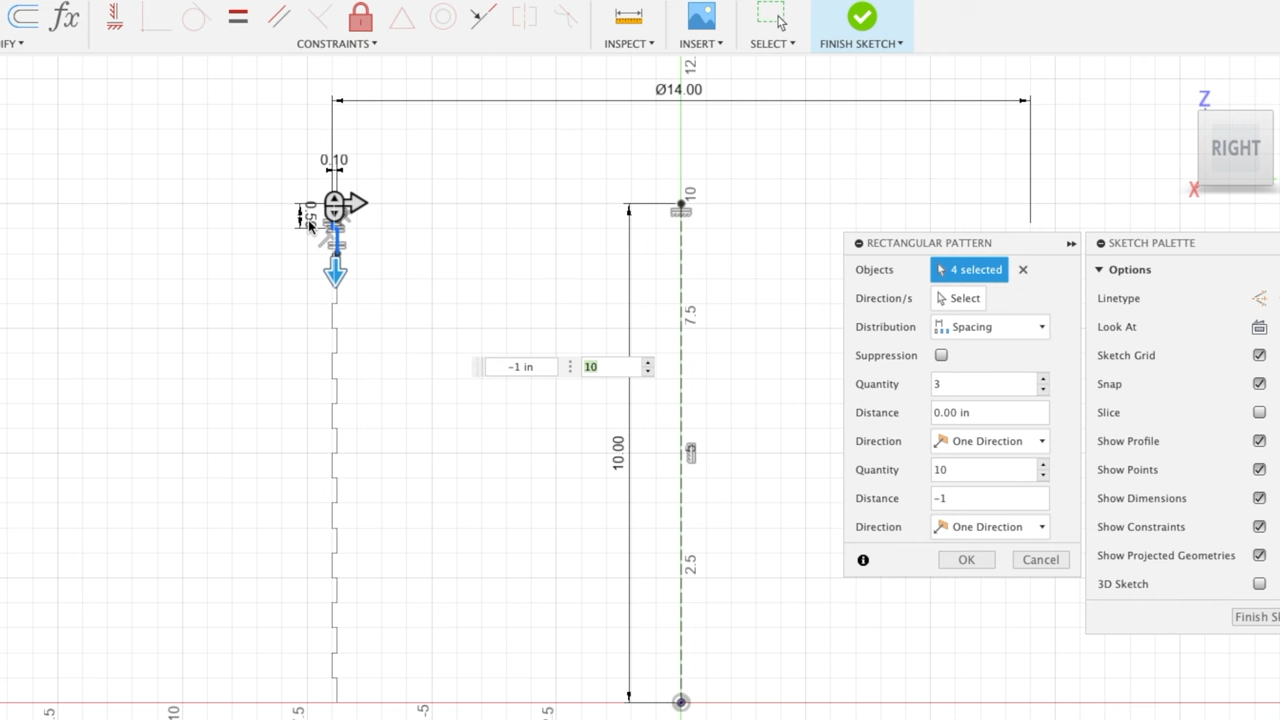 fx
IFY ▾
CONSTRAINTS ▾
INSPECT ▾
INSERT ▾
SELECT ▾
FINISH SKETCH ▾
12.
Ø14.00
Z
RIGHT
X
0.10
10
RECTANGULAR PATTERN
SKETCH PALETTE
Objects
4 selected
Options
Direction/s
Select
Linetype
Distribution
Spacing
Look At
7.5
Suppression
Sketch Grid
-1 in
10
Quantity
3
Snap
Distance
0.00 in
Slice
10.00
Direction
One Direction
Show Profile
Quantity
10
Show Points
Distance
-1
Show Dimensions
Direction
One Direction
Show Constraints
OK
Cancel
Show Projected Geometries
2.5
3D Sketch
Finish Sk
.5
10
7.5
-5
2.5